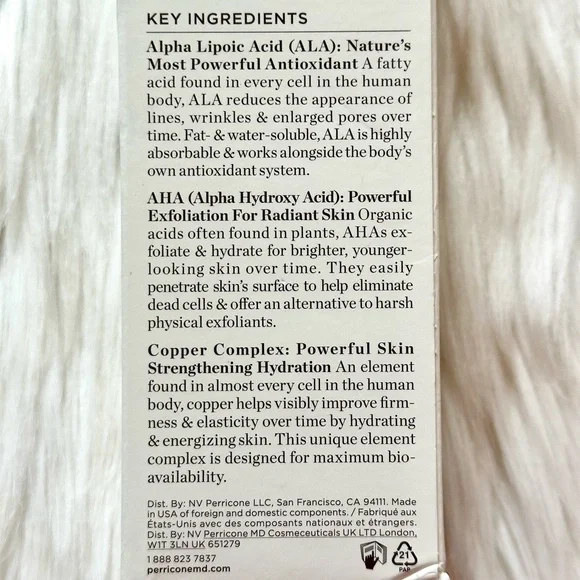 KEY INGREDIENTS
Alpha Lipoic Acid (ALA): Nature's
Most Powerful Antioxidant A fatty
acid found in every cell in the human
body, ALA reduces the appearance of
lines, wrinkles & enlarged pores over
time. Fat- & water-soluble, ALA is highly
absorbable & works alongside the body's
own antioxidant system.
AHA (Alpha Hydroxy Acid): Powerful
Exfoliation For Radiant Skin Organic
acids often found in plants, AHAs ex-
foliate & hydrate for brighter, younger-
looking skin over time. They easily
penetrate skin's surface to help eliminate
dead cells & offer an alternative to harsh
physical exfoliants.
Copper Complex: Powerful Skin
Strengthening Hydration An element
found in almost every cell in the human
body, copper helps visibly improve firm-
ness & elasticity over time by hydrating
& energizing skin. This unique element
complex is designed for maximum bio-
availability.
Dist. By: NV Perricone LLC, San Francisco, CA 94111. Made
in USA of foreign and domestic components. / Fabriqué aux
États-Unis avec des composants nationaux et étrangers.
Dist. By: NV Perricone MD Cosmeceuticals UK LTD London,
W1T 3LN UK 651279
1 888 823 7837
perriconemd.com
21
PAP